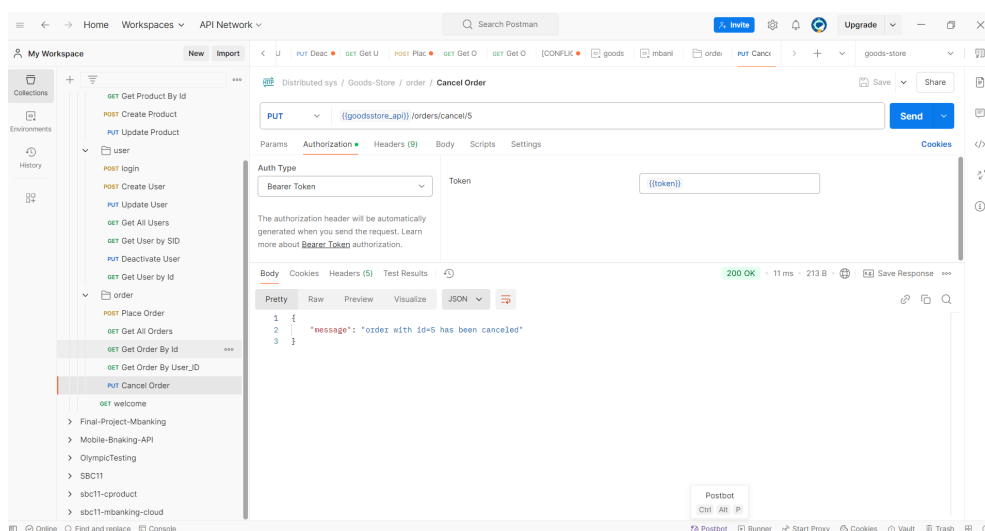 Home Workspaces API Network Search Postman Invite Upgrade
My Workspace New Import PUT Deac GET Get U POST Plac GET Get O GET Get O [CONFLIC goods mbanl order PUT Cance goods-store
Collections
Environments
History
GET Get Product By Id
POST Create Product
PUT Update Product
user
POST login
POST Create User
PUT Update User
GET Get All Users
GET Get User by SID
PUT Deactivate User
GET Get User by Id
order
POST Place Order
GET Get All Orders
GET Get Order By Id
GET Get Order By User_ID
PUT Cancel Order
GET welcome
Final-Project-Mbanking
Mobile-Bnaking-API
OlympicTesting
SBC11
sbc11-cproduct
sbc11-mbanking-cloud
HTTP Distributed sys / Goods-Store / order / Cancel Order Save Share
PUT {{goodsstore_api}} /orders/cancel/5 Send
Params Authorization Headers (9) Body Scripts Settings Cookies
Auth Type
Bearer Token
Token {{token}}
The authorization header will be automatically
generated when you send the request. Learn
more about Bearer Token authorization.
Body Cookies Headers (5) Test Results 200 OK 11 ms 213 B Save Response
Pretty Raw Preview Visualize JSON
1 {
2 "message": "order with id=5 has been canceled"
3 }
Postbot
Ctrl Alt P
Online Find and replace Console Postbot Runner Start Proxy Cookies Vault Trash